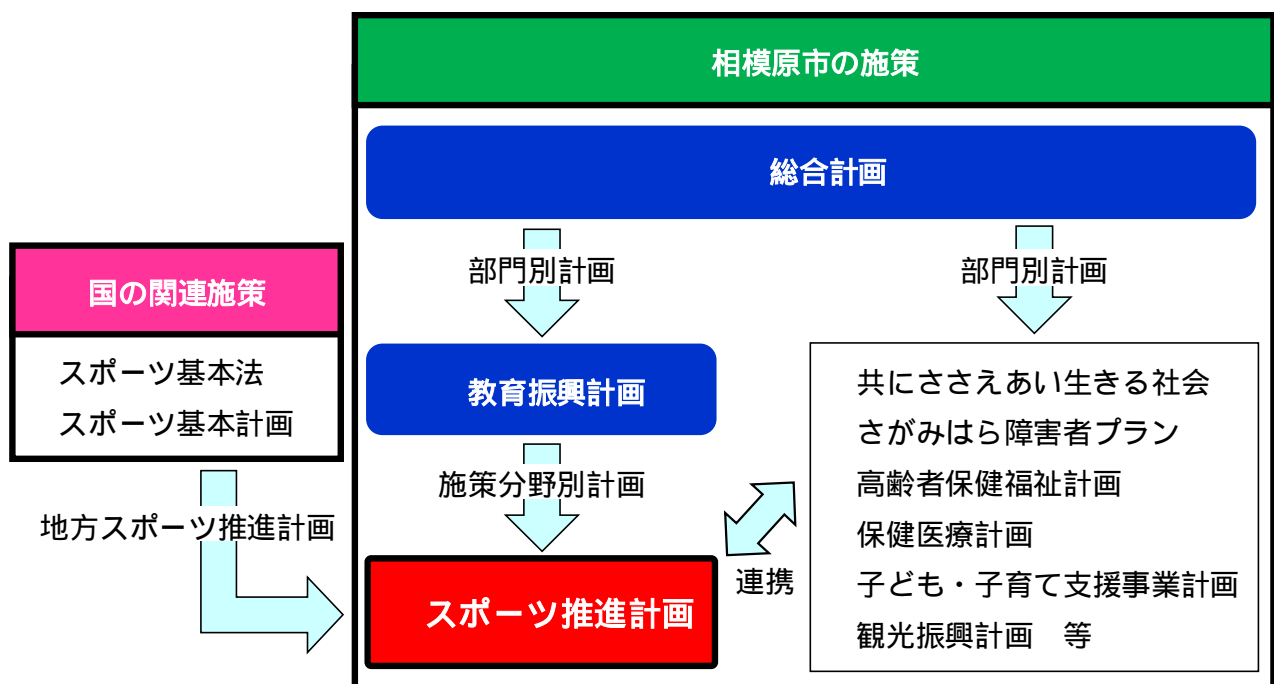 相模原市の施策
総合計画
部門別計画
部門別計画
国の関連施策
スポーツ基本法
スポーツ基本計画
地方スポーツ推進計画
教育振興計画
施策分野別計画
スポーツ推進計画
連携
共にささえあい生きる社会
さがみはら障害者プラン
高齢者保健福祉計画
保健医療計画
子ども・子育て支援事業計画
観光振興計画　等